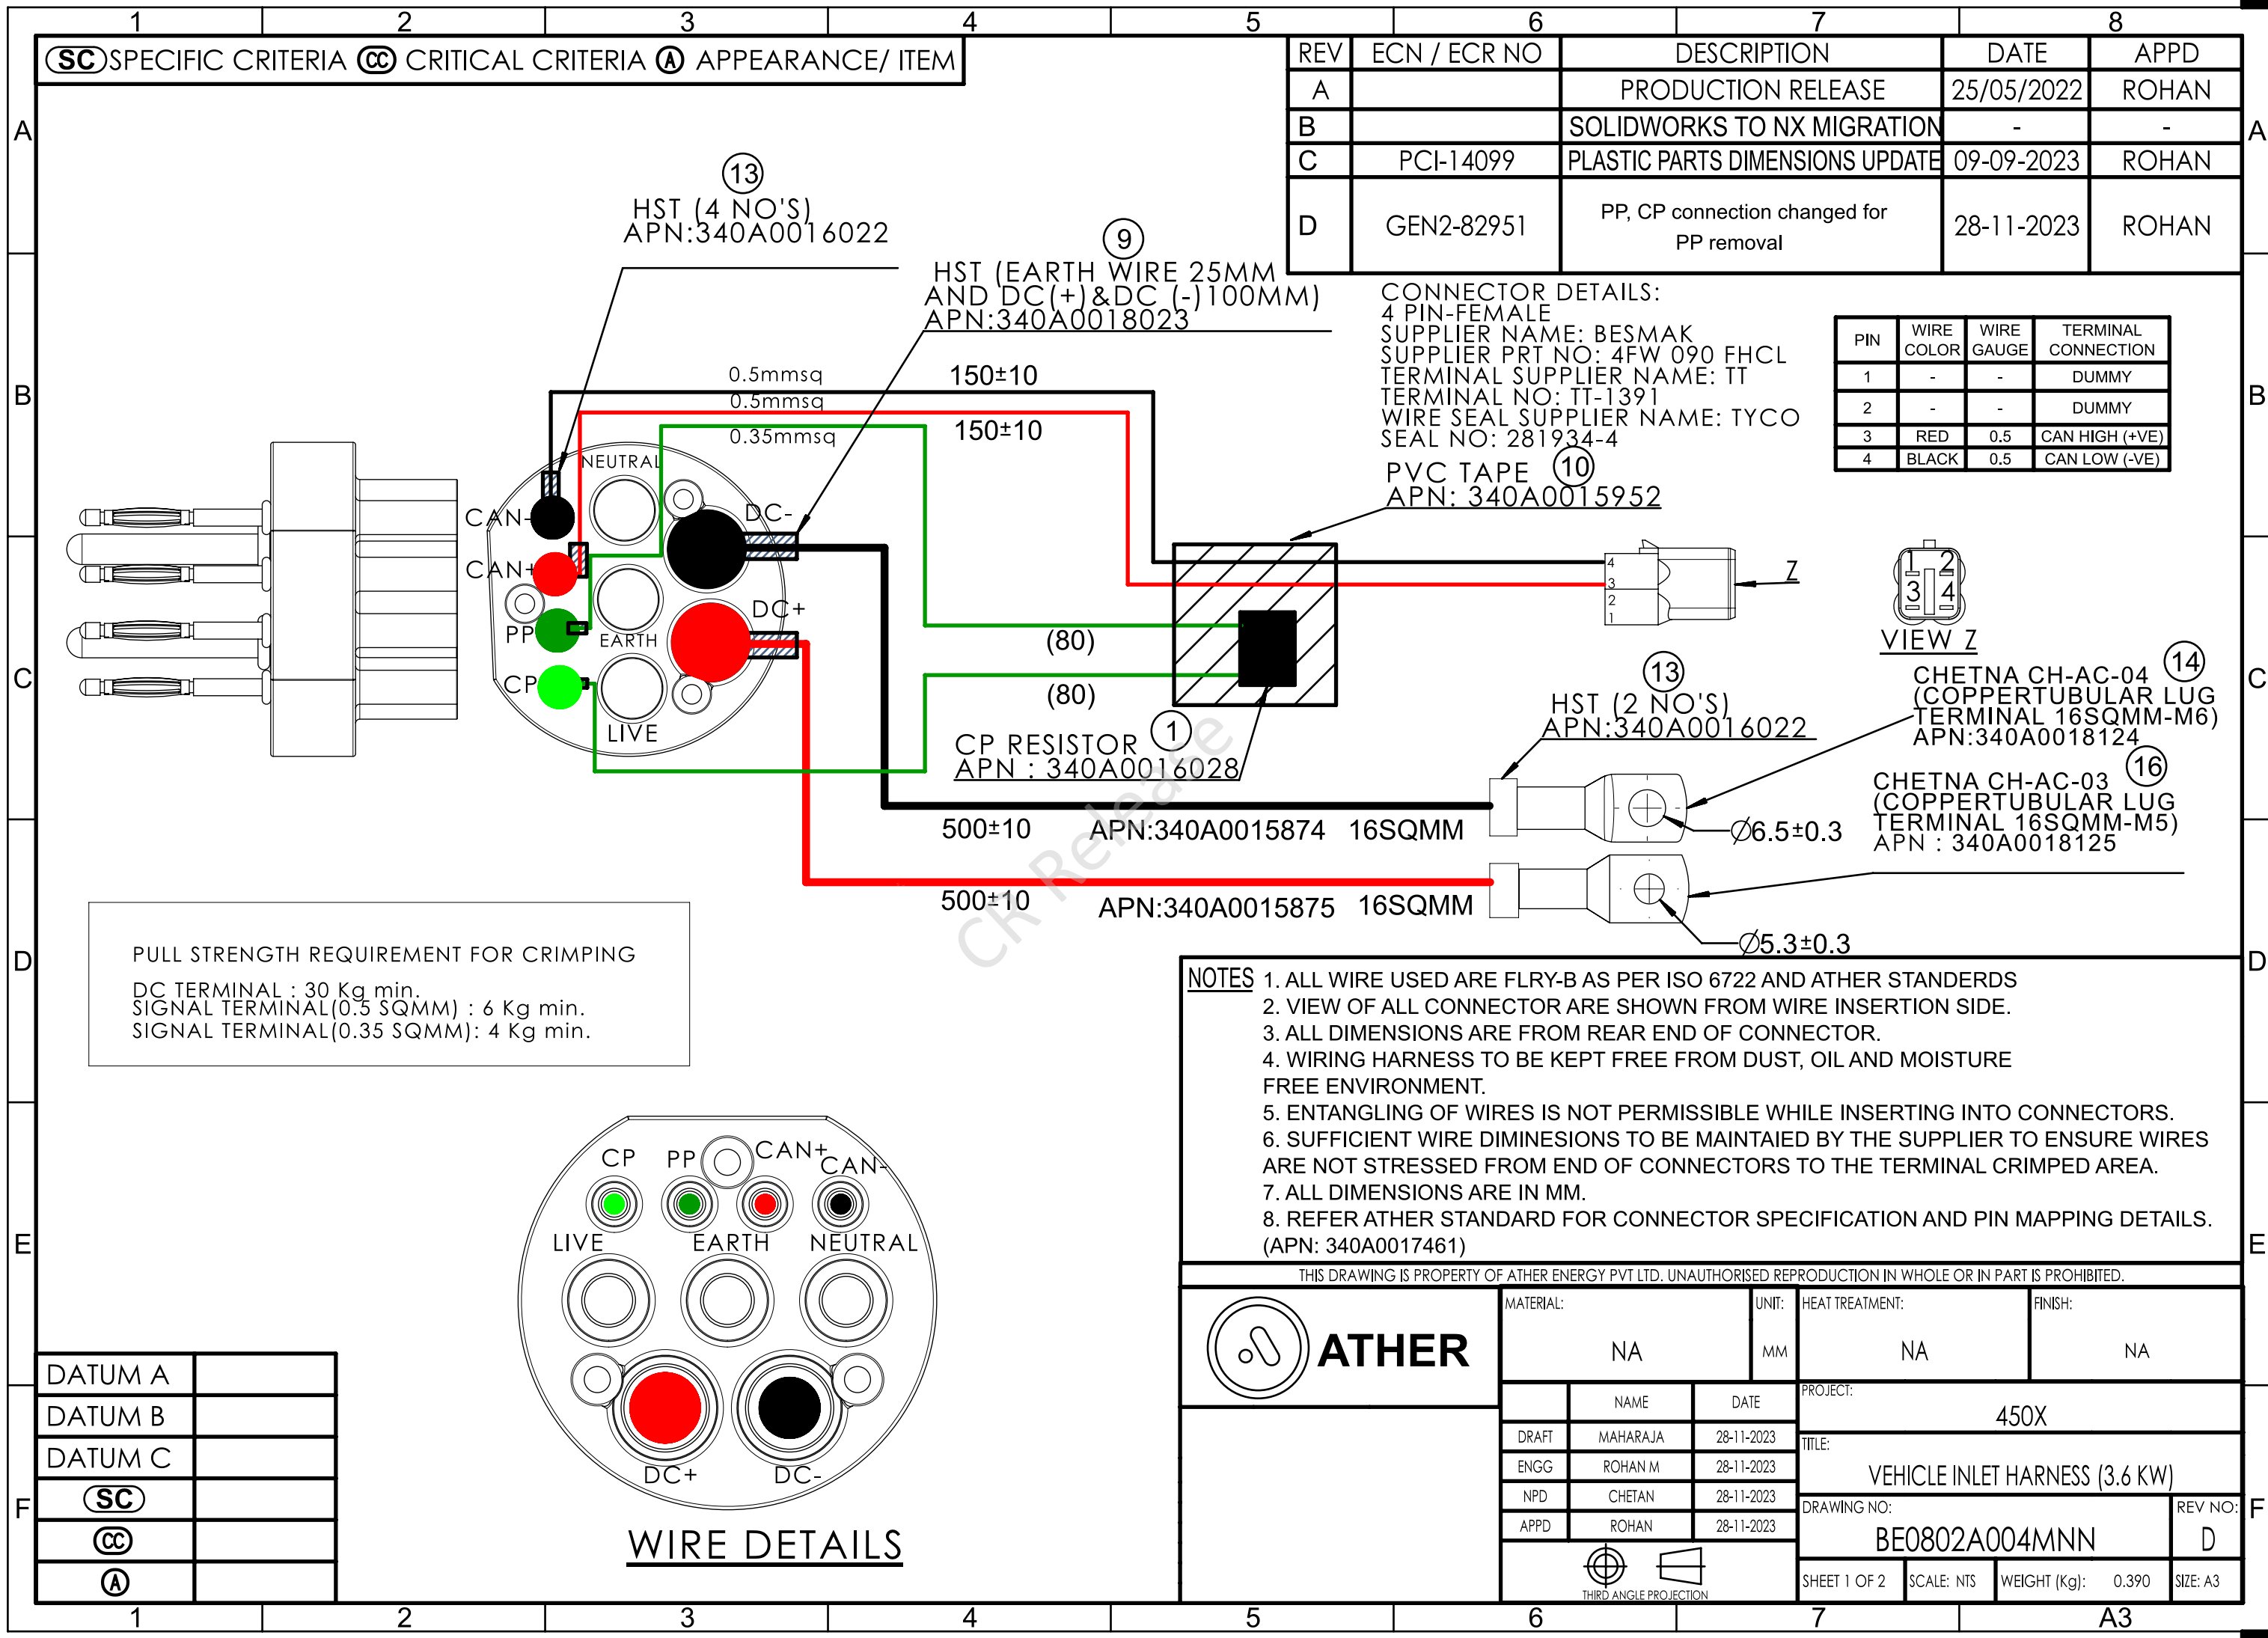 1 2 3 4 5 6 7 8
SC SPECIFIC CRITERIA CC CRITICAL CRITERIA A APPEARANCE/ ITEM
REV ECN / ECR NO DESCRIPTION DATE APPD
A PRODUCTION RELEASE 25/05/2022 ROHAN
B SOLIDWORKS TO NX MIGRATION - -
C PCI-14099 PLASTIC PARTS DIMENSIONS UPDATE 09-09-2023 ROHAN
D GEN2-82951 PP, CP connection changed for
PP removal 28-11-2023 ROHAN
A A
B B
C C
D D
E E
F F
13
HST (4 NO'S)
APN:340A0016022
9
HST (EARTH WIRE 25MM
AND DC(+)&DC (-)100MM)
APN:340A0018023
CONNECTOR DETAILS:
4 PIN-FEMALE
SUPPLIER NAME: BESMAK
SUPPLIER PRT NO: 4FW 090 FHCL
TERMINAL SUPPLIER NAME: TT
TERMINAL NO: TT-1391
WIRE SEAL SUPPLIER NAME: TYCO
SEAL NO: 281934-4
PVC TAPE 10
APN: 340A0015952
PIN WIRE COLOR WIRE GAUGE TERMINAL CONNECTION
1 - - DUMMY
2 - - DUMMY
3 RED 0.5 CAN HIGH (+VE)
4 BLACK 0.5 CAN LOW (-VE)
0.5mmsq 150±10
0.5mmsq
0.35mmsq 150±10
NEUTRAL
CAN-
DC-
CAN+
DC+
PP
EARTH
CP
LIVE
(80)
(80)
4
3
2
1
Z
1 2
3 4
VIEW Z
CP RESISTOR 1
APN : 340A0016028
13
HST (2 NO'S)
APN:340A0016022
CHETNA CH-AC-04 14
(COPPERTUBULAR LUG
TERMINAL 16SQMM-M6)
APN:340A0018124
CHETNA CH-AC-03 16
(COPPERTUBULAR LUG
TERMINAL 16SQMM-M5)
APN : 340A0018125
500±10 APN:340A0015874 16SQMM
∅6.5±0.3
500±10 APN:340A0015875 16SQMM
∅5.3±0.3
CR Release
PULL STRENGTH REQUIREMENT FOR CRIMPING
DC TERMINAL : 30 Kg min.
SIGNAL TERMINAL(0.5 SQMM) : 6 Kg min.
SIGNAL TERMINAL(0.35 SQMM): 4 Kg min.
NOTES 1. ALL WIRE USED ARE FLRY-B AS PER ISO 6722 AND ATHER STANDERDS
2. VIEW OF ALL CONNECTOR ARE SHOWN FROM WIRE INSERTION SIDE.
3. ALL DIMENSIONS ARE FROM REAR END OF CONNECTOR.
4. WIRING HARNESS TO BE KEPT FREE FROM DUST, OIL AND MOISTURE
FREE ENVIRONMENT.
5. ENTANGLING OF WIRES IS NOT PERMISSIBLE WHILE INSERTING INTO CONNECTORS.
6. SUFFICIENT WIRE DIMINESIONS TO BE MAINTAIED BY THE SUPPLIER TO ENSURE WIRES
ARE NOT STRESSED FROM END OF CONNECTORS TO THE TERMINAL CRIMPED AREA.
7. ALL DIMENSIONS ARE IN MM.
8. REFER ATHER STANDARD FOR CONNECTOR SPECIFICATION AND PIN MAPPING DETAILS.
(APN: 340A0017461)
CP PP CAN+ CAN-
LIVE EARTH NEUTRAL
DC+ DC-
WIRE DETAILS
DATUM A
DATUM B
DATUM C
SC
CC
A
THIS DRAWING IS PROPERTY OF ATHER ENERGY PVT LTD. UNAUTHORISED REPRODUCTION IN WHOLE OR IN PART IS PROHIBITED.
ATHER
MATERIAL: UNIT: HEAT TREATMENT: FINISH:
NA MM NA NA
NAME DATE
DRAFT MAHARAJA 28-11-2023
ENGG ROHAN M 28-11-2023
NPD CHETAN 28-11-2023
APPD ROHAN 28-11-2023
THIRD ANGLE PROJECTION
PROJECT:
450X
TITLE:
VEHICLE INLET HARNESS (3.6 KW)
DRAWING NO: REV NO:
BE0802A004MNN D
SHEET 1 OF 2 SCALE: NTS WEIGHT (Kg): 0.390 SIZE: A3
1 2 3 4 5 6 7 A3